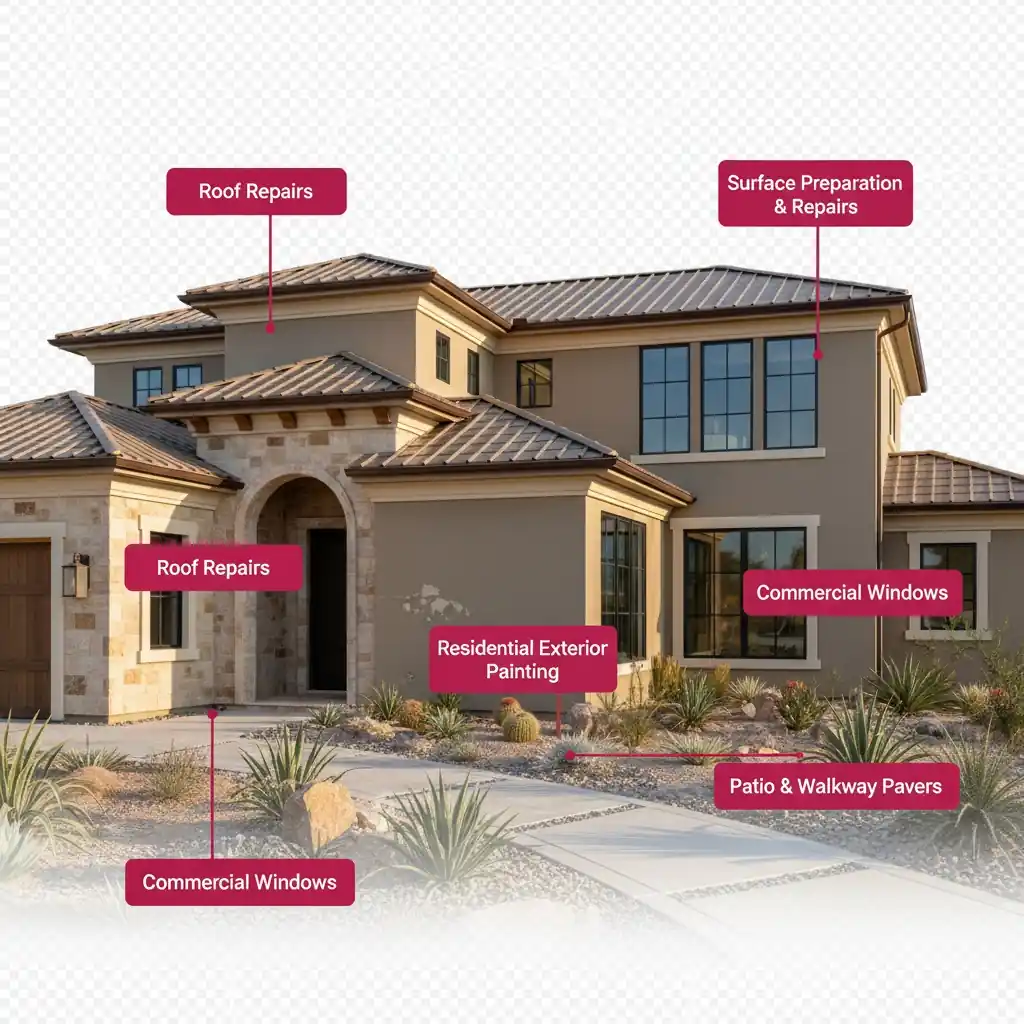 Roof Repairs
Surface Preparation
& Repairs
Roof Repairs
Commercial Windows
Residential Exterior
Painting
Patio & Walkway Pavers
Commercial Windows